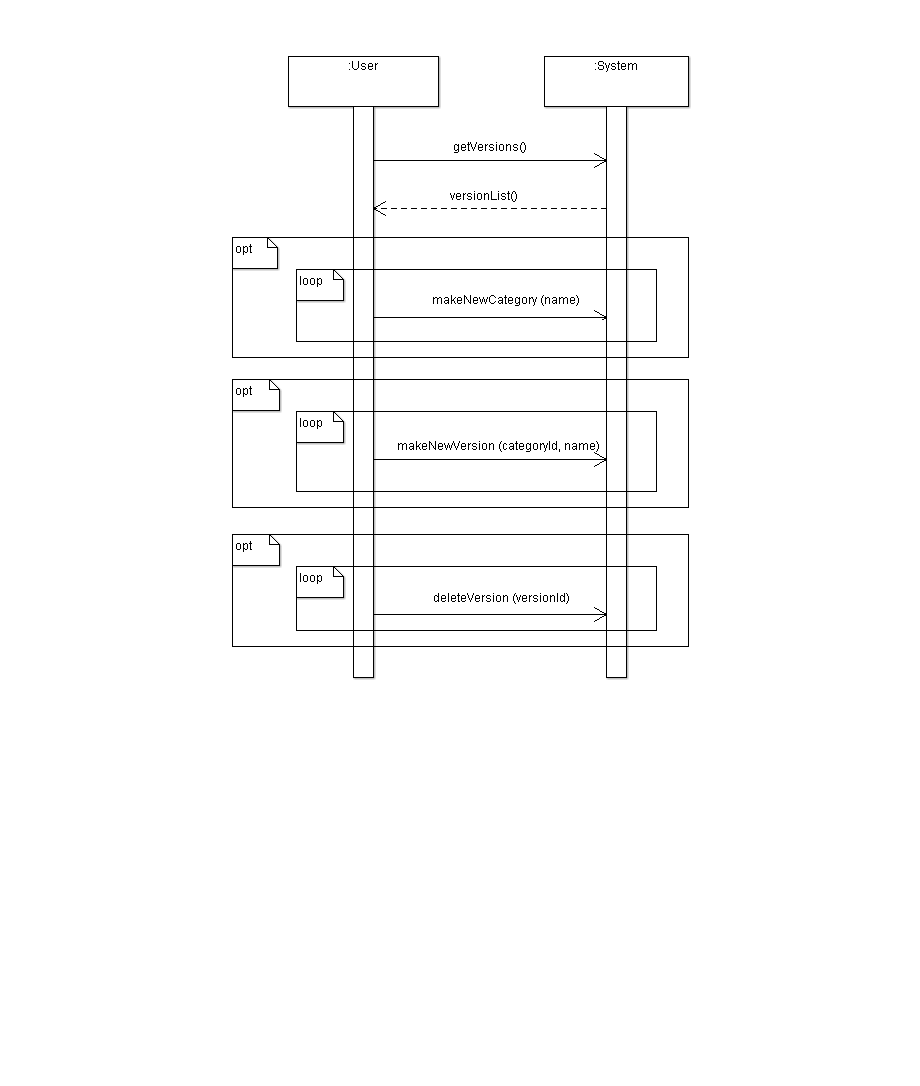 :User
:System
getVersions()
versionList()
opt
loop
makeNewCategory (name)
opt
loop
makeNewVersion (categoryId, name)
opt
loop
deleteVersion (versionId)